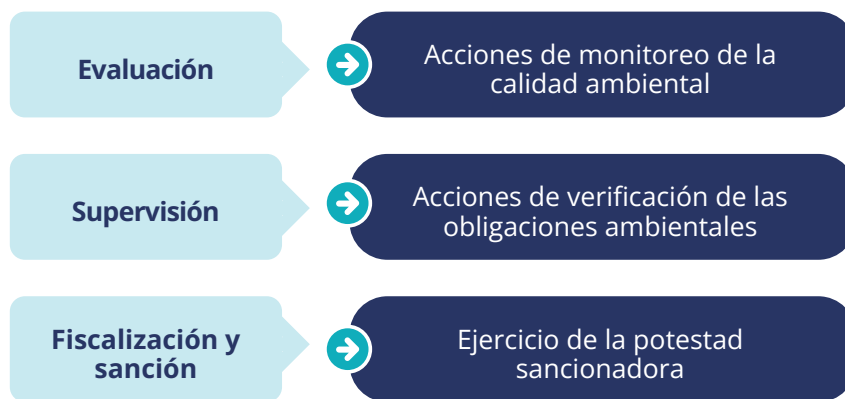 Evaluación
Acciones de monitoreo de la
calidad ambiental
Supervisión
Acciones de verificación de las
obligaciones ambientales
Fiscalización y
sanción
Ejercicio de la potestad
sancionadora